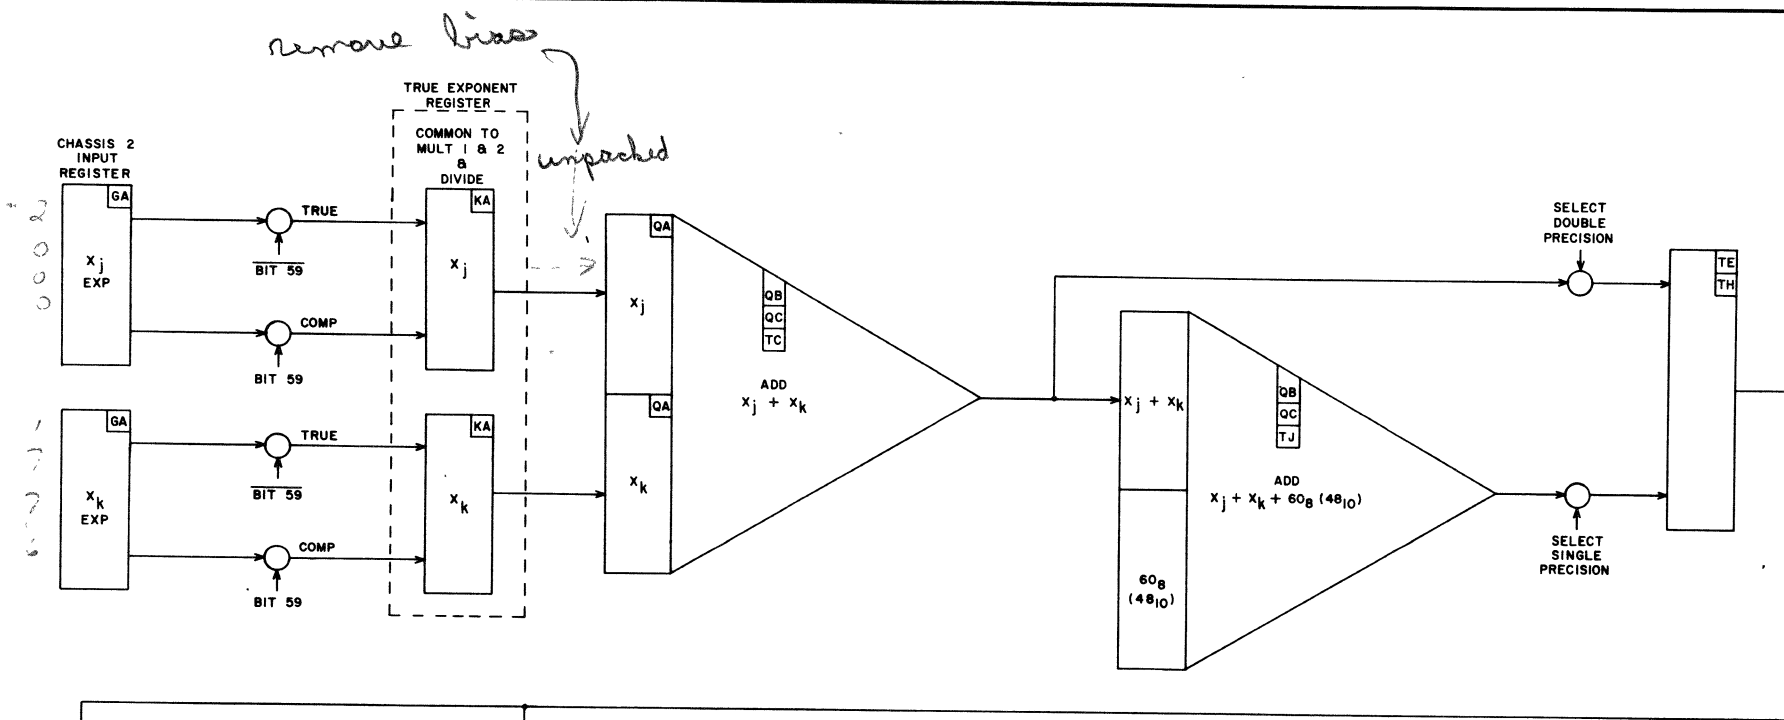 remove bias
TRUE EXPONENT
REGISTER
COMMON TO
MULT 1 & 2
&
DIVIDE
unpacked
CHASSIS 2
INPUT
REGISTER
GA
Xj
EXP
TRUE
BIT 59
COMP
BIT 59
KA
Xj
2000
GA
Xk
EXP
TRUE
BIT 59
COMP
BIT 59
KA
Xk
QA
Xj
QA
Xk
QB
QC
TC
ADD
Xj + Xk
Xj + Xk
60₈
(48₁₀)
QB
QC
TJ
ADD
Xj + Xk + 60₈ (48₁₀)
SELECT
DOUBLE
PRECISION
SELECT
SINGLE
PRECISION
TE
TH